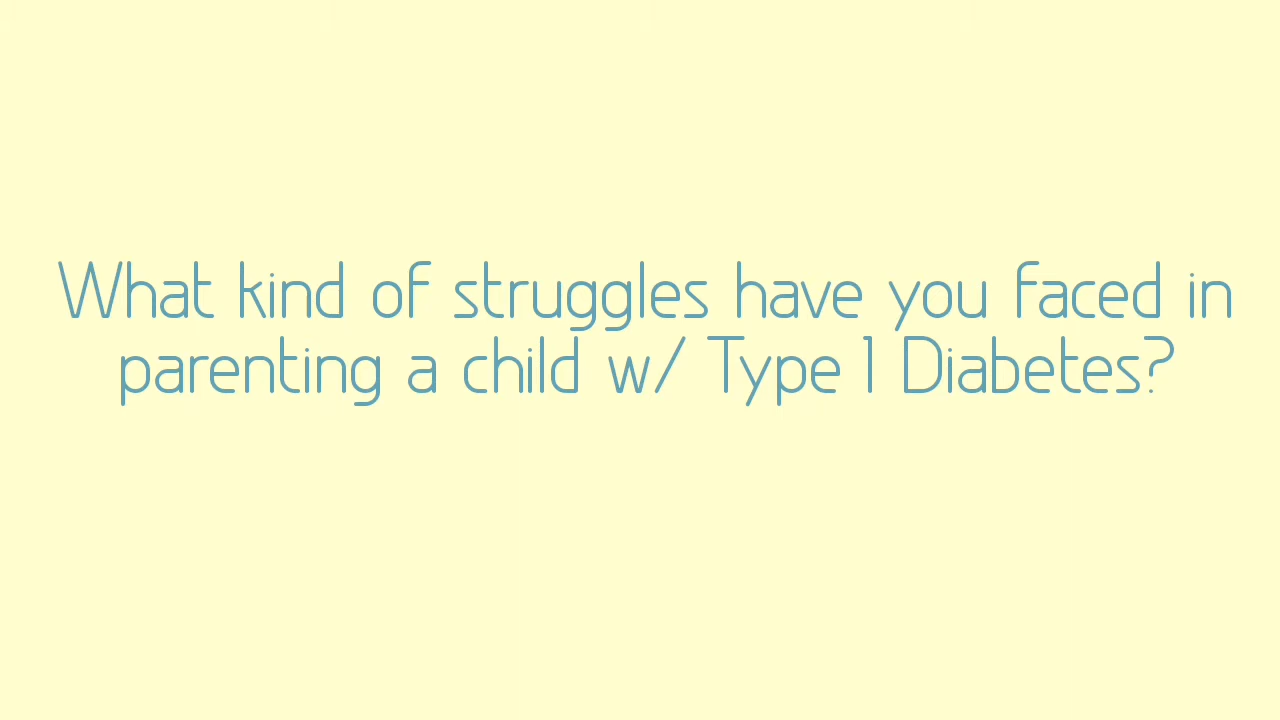 What kind of struggles have you faced in
parenting a child w/ Type 1 Diabetes?